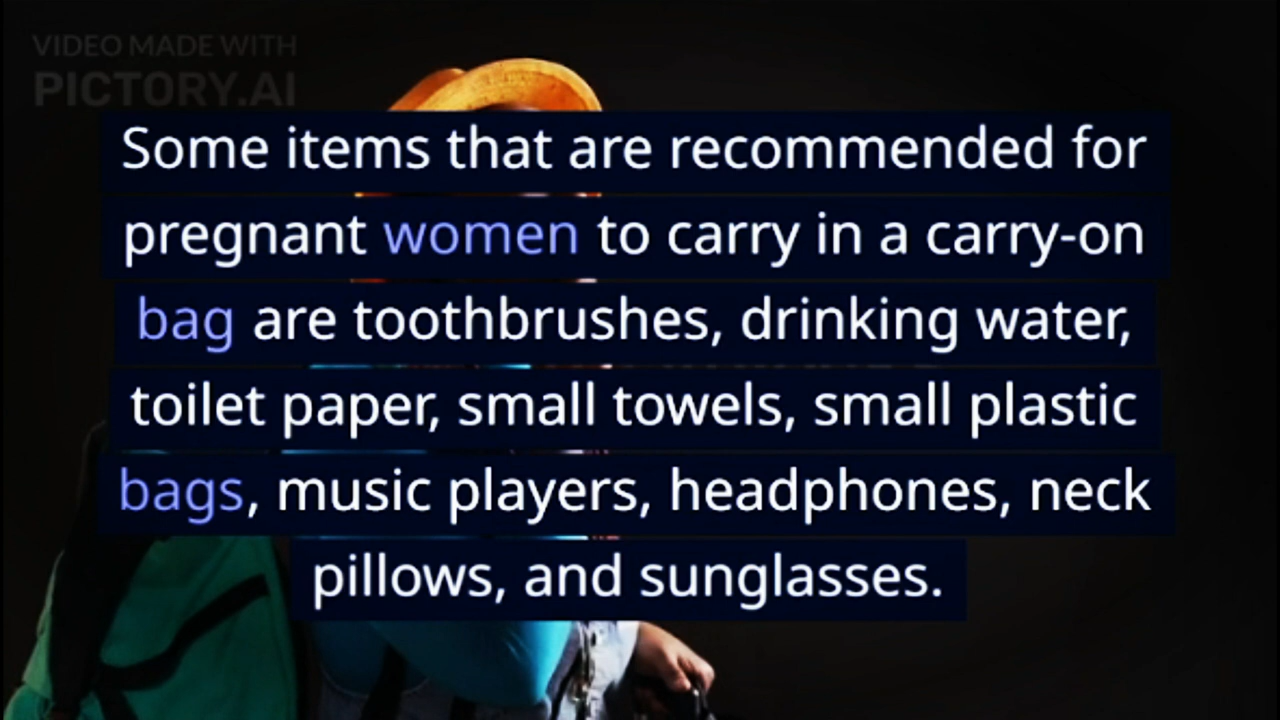 VIDEO MADE WITH
PICTORY.AI
Some items that are recommended for
pregnant women to carry in a carry-on
bag are toothbrushes, drinking water,
toilet paper, small towels, small plastic
bags, music players, headphones, neck
pillows, and sunglasses.